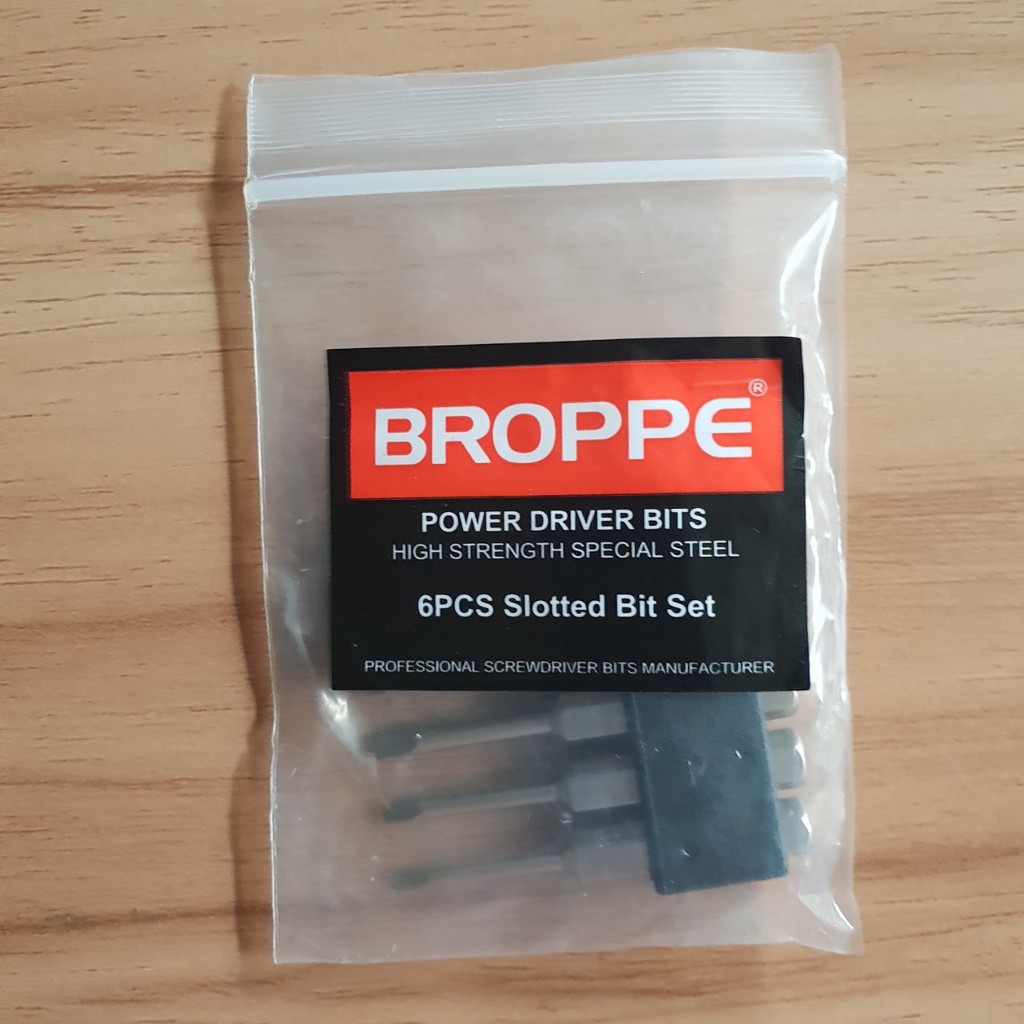 BROPPE®
POWER DRIVER BITS
HIGH STRENGTH SPECIAL STEEL
6PCS Slotted Bit Set
PROFESSIONAL SCREWDRIVER BITS MANUFACTURER